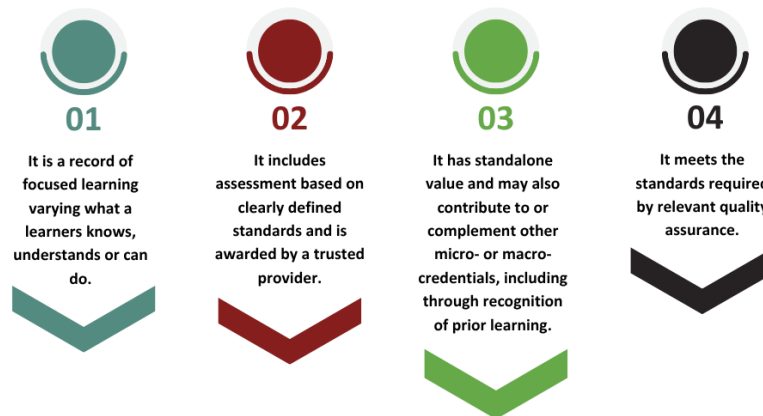 01
It is a record of
focused learning
varying what a
learners knows,
understands or can
do.
02
It includes
assessment based on
clearly defined
standards and is
awarded by a trusted
provider.
03
It has standalone
value and may also
contribute to or
complement other
micro- or macro-
credentials, including
through recognition
of prior learning.
04
It meets the
standards required
by relevant quality
assurance.